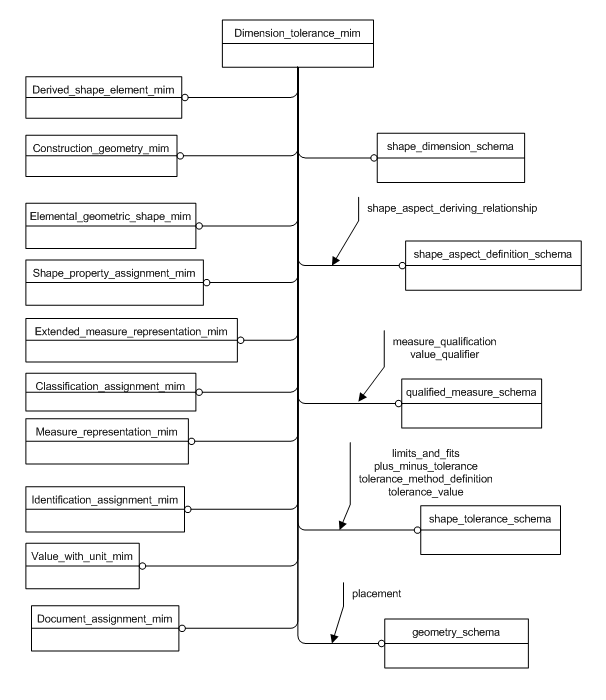 Dimension_tolerance_mim
Derived_shape_element_mim
Construction_geometry_mim
shape_dimension_schema
Elemental_geometric_shape_mim
shape_aspect_deriving_relationship
shape_aspect_definition_schema
Shape_property_assignment_mim
Extended_measure_representation_mim
measure_qualification
value_qualifier
Classification_assignment_mim
qualified_measure_schema
Measure_representation_mim
limits_and_fits
plus_minus_tolerance
tolerance_method_definition
tolerance_value
Identification_assignment_mim
shape_tolerance_schema
Value_with_unit_mim
placement
Document_assignment_mim
geometry_schema